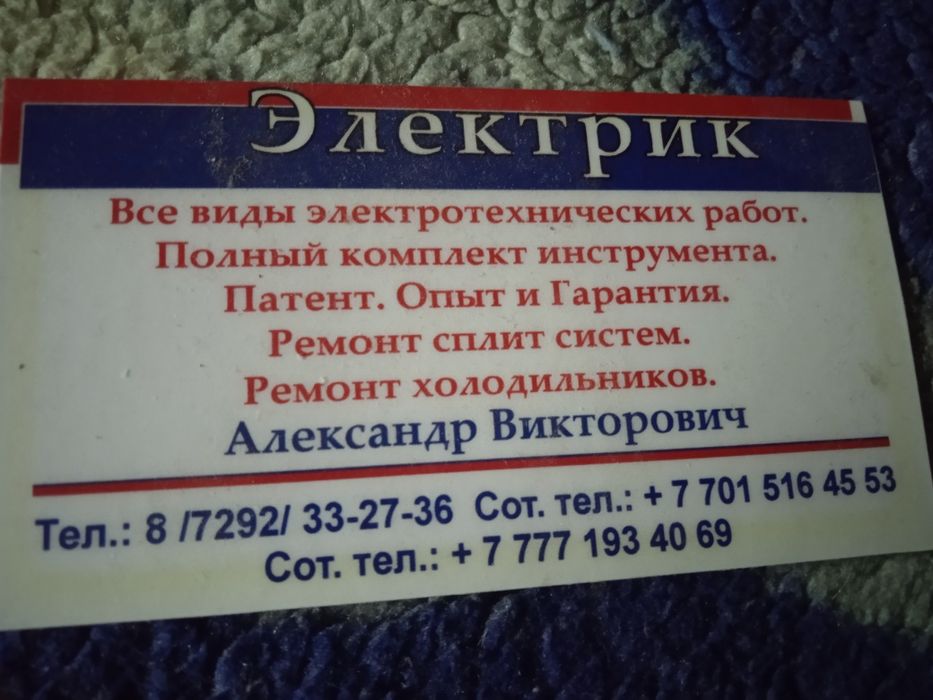 Электрик
Все виды электротехнических работ.
Полный комплект инструмента.
Патент. Опыт и Гарантия.
Ремонт сплит систем.
Ремонт холодильников.
Александр Викторович
Тел.: 8 /7292/ 33-27-36 Сот. тел.: + 7 701 516 45 53
Сот. тел.: + 7 777 193 40 69